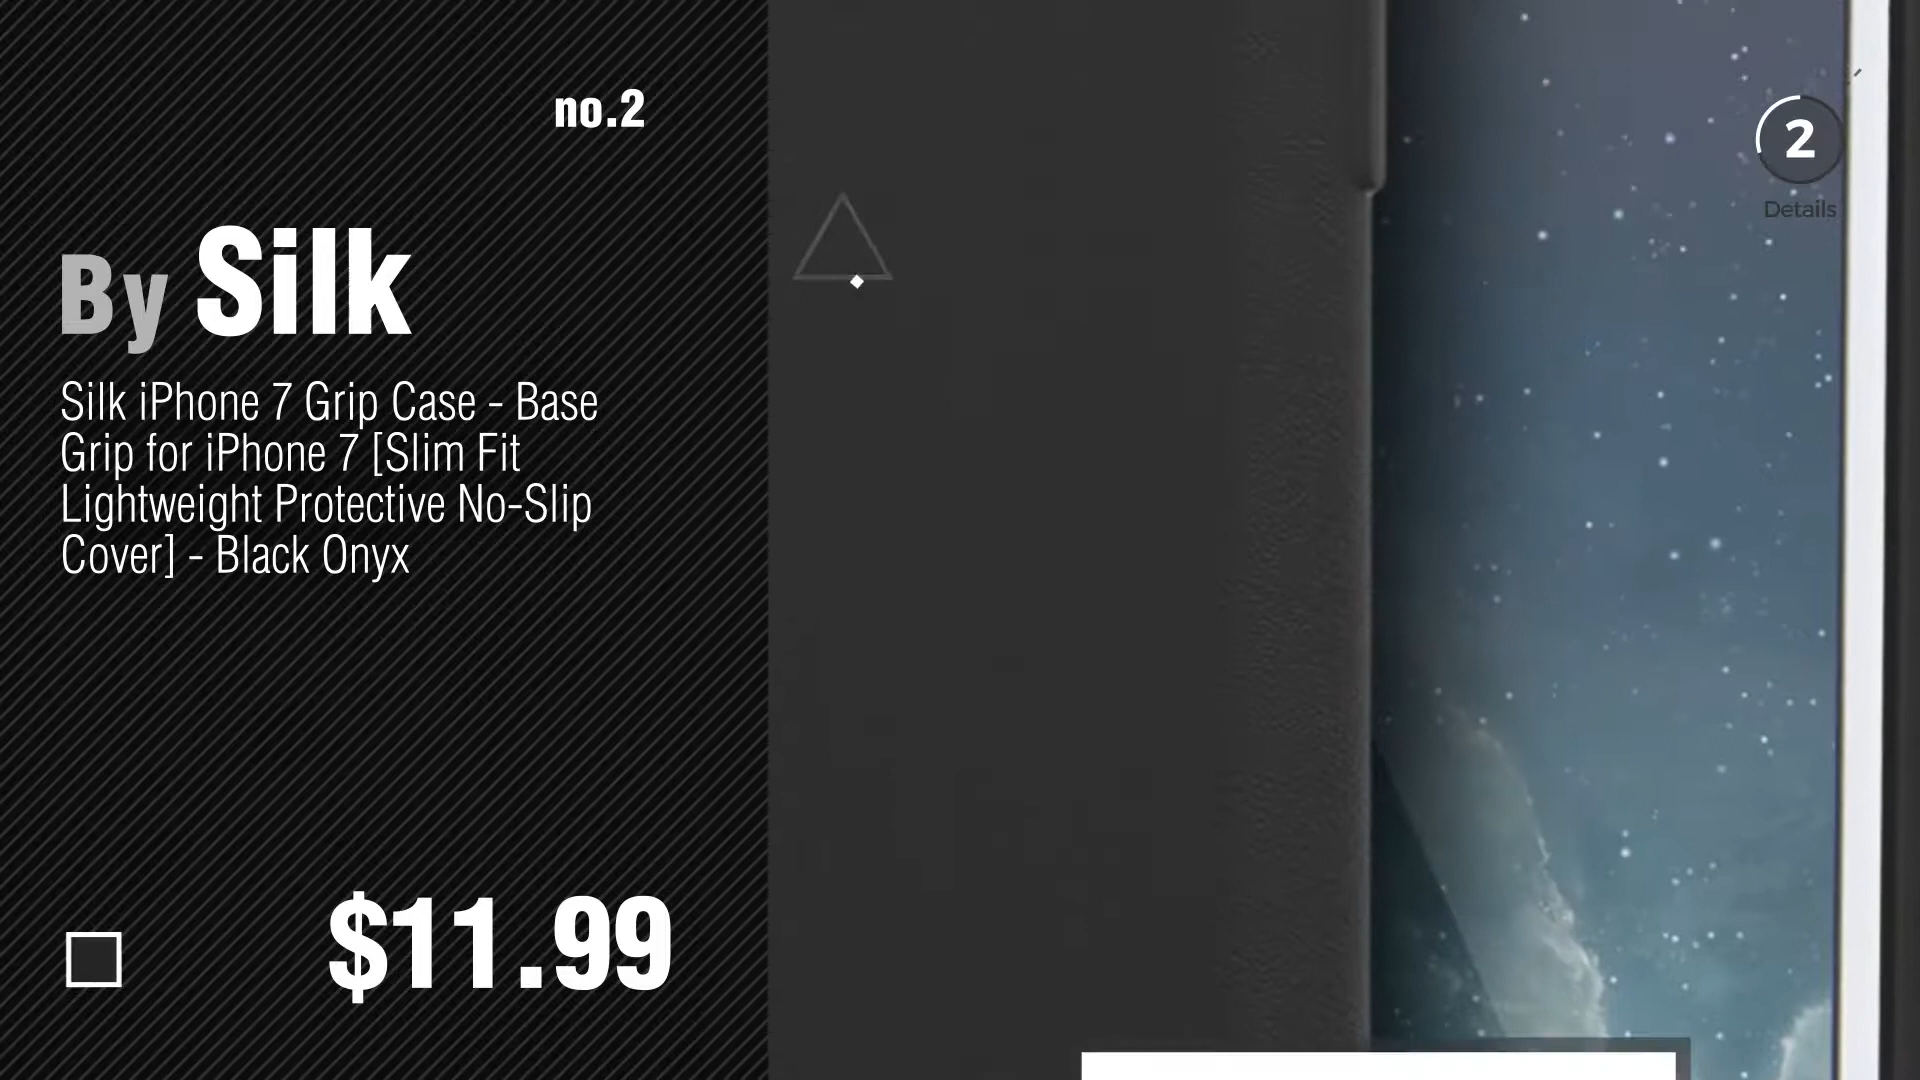 no.2
By Silk
Silk iPhone 7 Grip Case - Base
Grip for iPhone 7 [Slim Fit
Lightweight Protective No-Slip
Cover] - Black Onyx
$11.99
2
Details